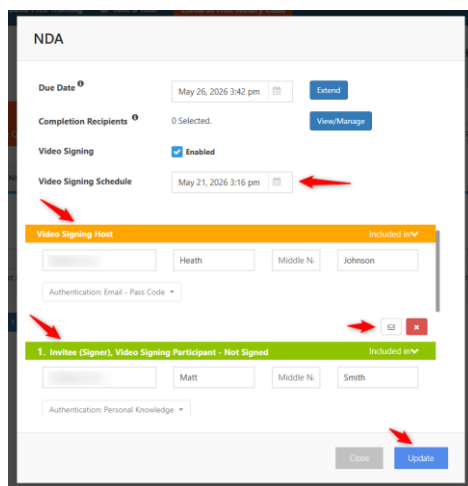 NDA
Due Date
May 26, 2026 3:42 pm
Extend
Completion Recipients
0 Selected.
View/Manage
Video Signing
Enabled
Video Signing Schedule
May 21, 2026 3:16 pm
Video Signing Host
Included in
Heath
Middle N
Johnson
Authentication: Email - Pass Code
1. Invitee (Signer), Video Signing Participant - Not Signed
Included in
Matt
Middle N
Smith
Authentication: Personal Knowledge
Close
Update